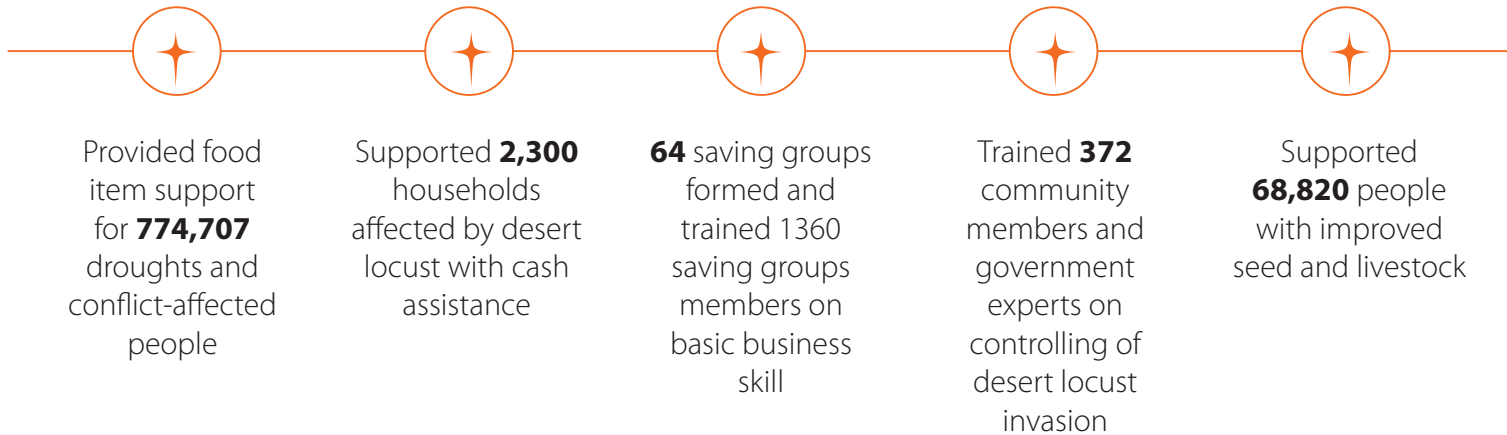 Provided food
item support
for 774,707
droughts and
conflict-affected
people
Supported 2,300
households
affected by desert
locust with cash
assistance
64 saving groups
formed and
trained 1360
saving groups
members on
basic business
skill
Trained 372
community
members and
government
experts on
controlling of
desert locust
invasion
Supported
68,820 people
with improved
seed and livestock